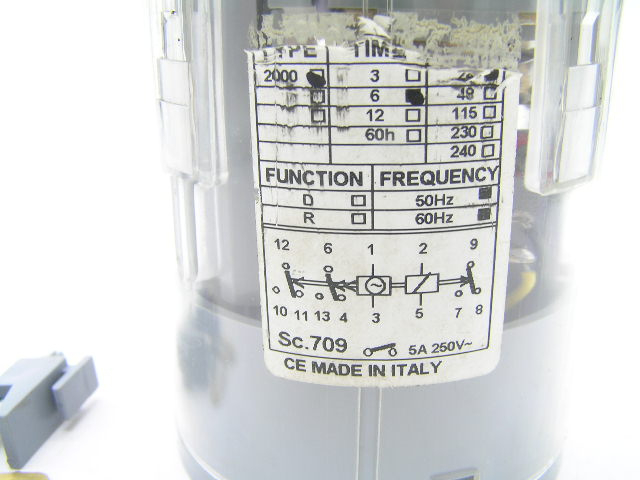 TYPE TIME
2000 3 24
6 48
12 115
60h 230
240
FUNCTION FREQUENCY
D 50Hz
R 60Hz
12 6 1 2 9
10 11 13 4 3 5 7 8
Sc.709 5A 250V~
CE MADE IN ITALY